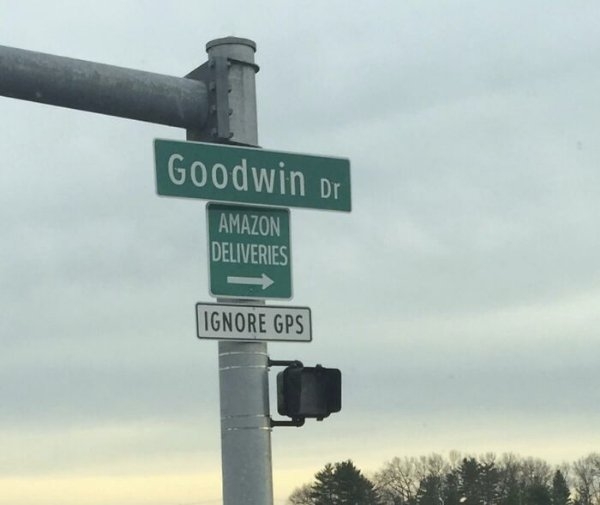 Goodwin Dr
AMAZON
DELIVERIES
IGNORE GPS